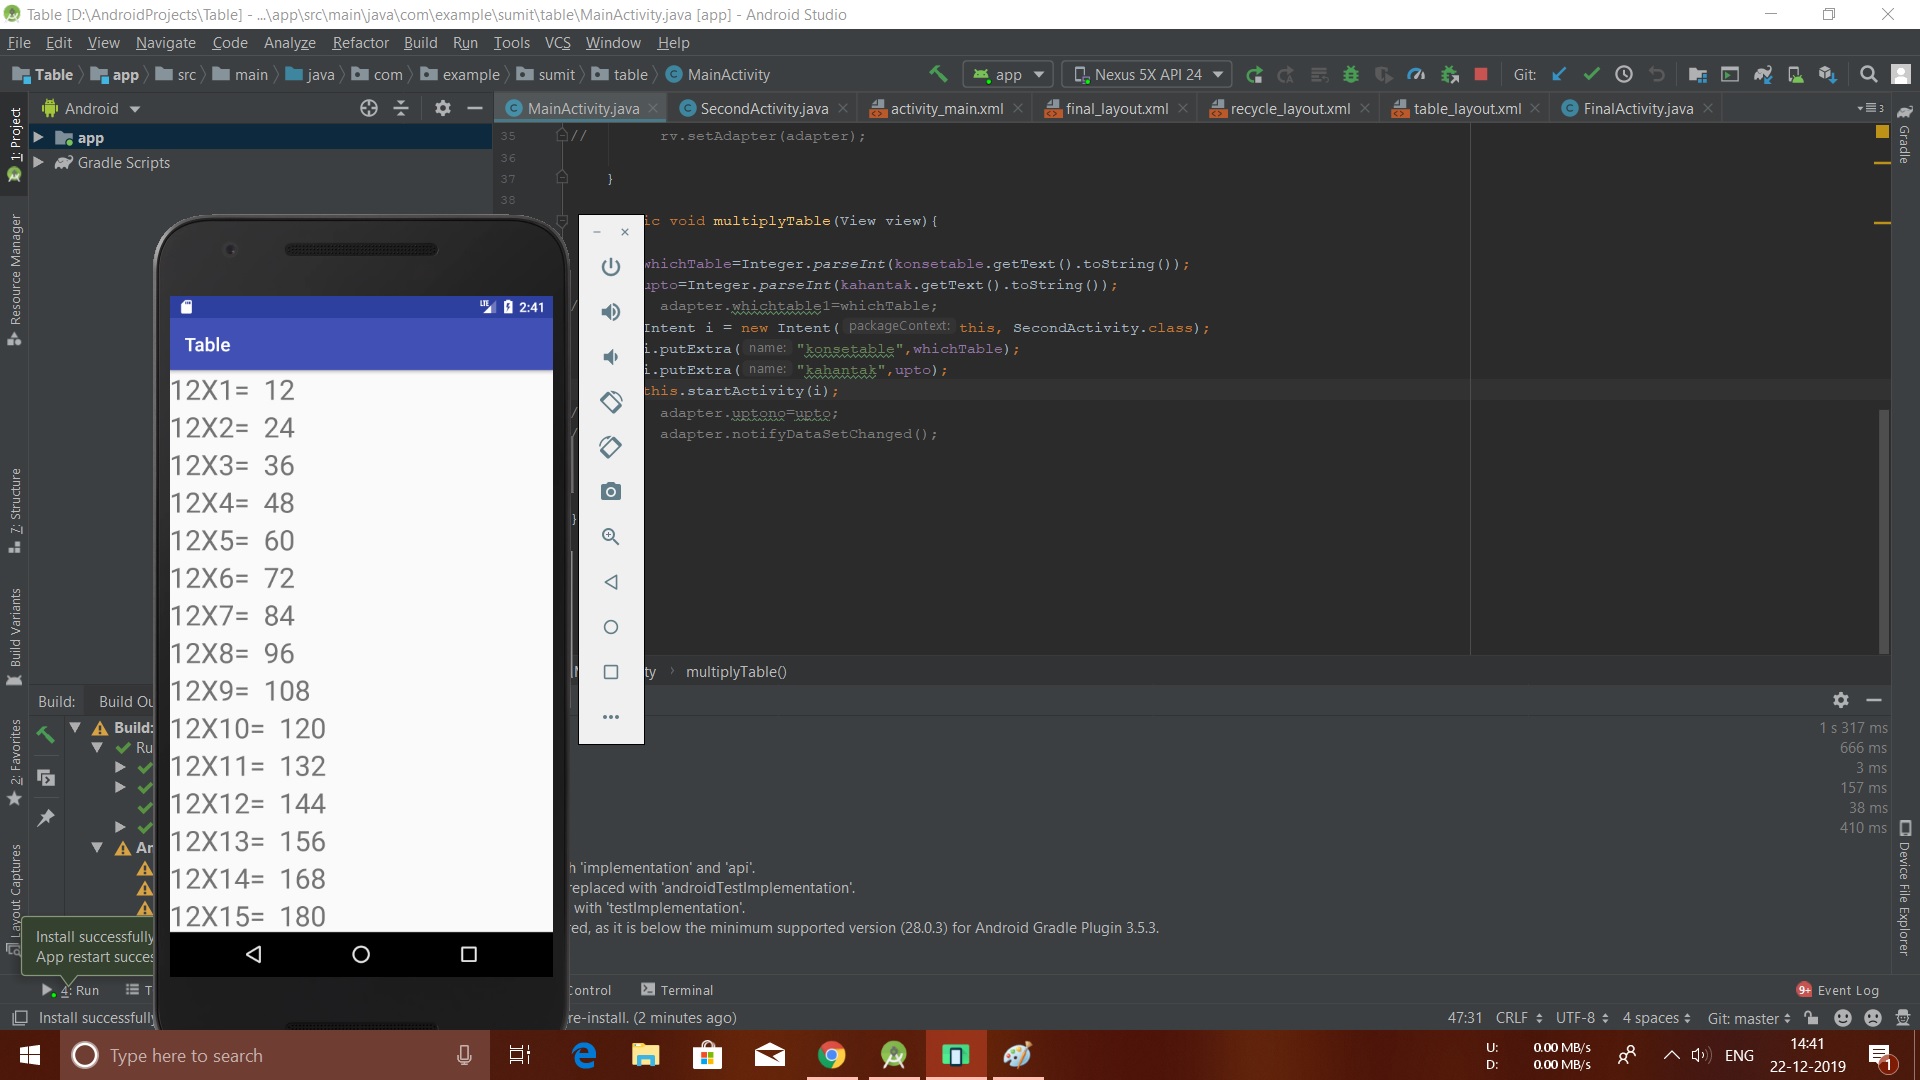 Table [D:\AndroidProjects\Table] - ...\app\src\main\java\com\example\sumit\table\MainActivity.java [app] - Android Studio
File Edit View Navigate Code Analyze Refactor Build Run Tools VCS Window Help
Table app src main java com example sumit table MainActivity app Nexus 5X API 24 Git:
Android
MainActivity.java SecondActivity.java activity_main.xml final_layout.xml recycle_layout.xml table_layout.xml FinalActivity.java
1: Project
Resource Manager
7: Structure
Build Variants
2: Favorites
Layout Captures
Gradle
Device File Explorer
app
Gradle Scripts
35 // rv.setAdapter(adapter);
36
37 }
38
ic void multiplyTable(View view){
whichTable=Integer.parseInt(konsetable.getText().toString());
upto=Integer.parseInt(kahantak.getText().toString());
/ adapter.whichtable1=whichTable;
Intent i = new Intent( packageContext: this, SecondActivity.class);
i.putExtra( name: "konsetable",whichTable);
i.putExtra( name: "kahantak",upto);
this.startActivity(i);
/ adapter.uptono=upto;
/ adapter.notifyDataSetChanged();
}
ty multiplyTable()
LTE 2:41
Table
12X1= 12
12X2= 24
12X3= 36
12X4= 48
12X5= 60
12X6= 72
12X7= 84
12X8= 96
12X9= 108
12X10= 120
12X11= 132
12X12= 144
12X13= 156
12X14= 168
12X15= 180
Build: Build Ou
Build: 1 s 317 ms
Ru 666 ms
3 ms
157 ms
38 ms
410 ms
An
h 'implementation' and 'api'.
replaced with 'androidTestImplementation'.
with 'testImplementation'.
red, as it is below the minimum supported version (28.0.3) for Android Gradle Plugin 3.5.3.
Install successfully
App restart succes
4: Run T Control Terminal 9+ Event Log
Install successfully re-install. (2 minutes ago) 47:31 CRLF UTF-8 4 spaces Git: master
Type here to search
U: 0.00 MB/s
D: 0.00 MB/s
ENG
14:41
22-12-2019
1